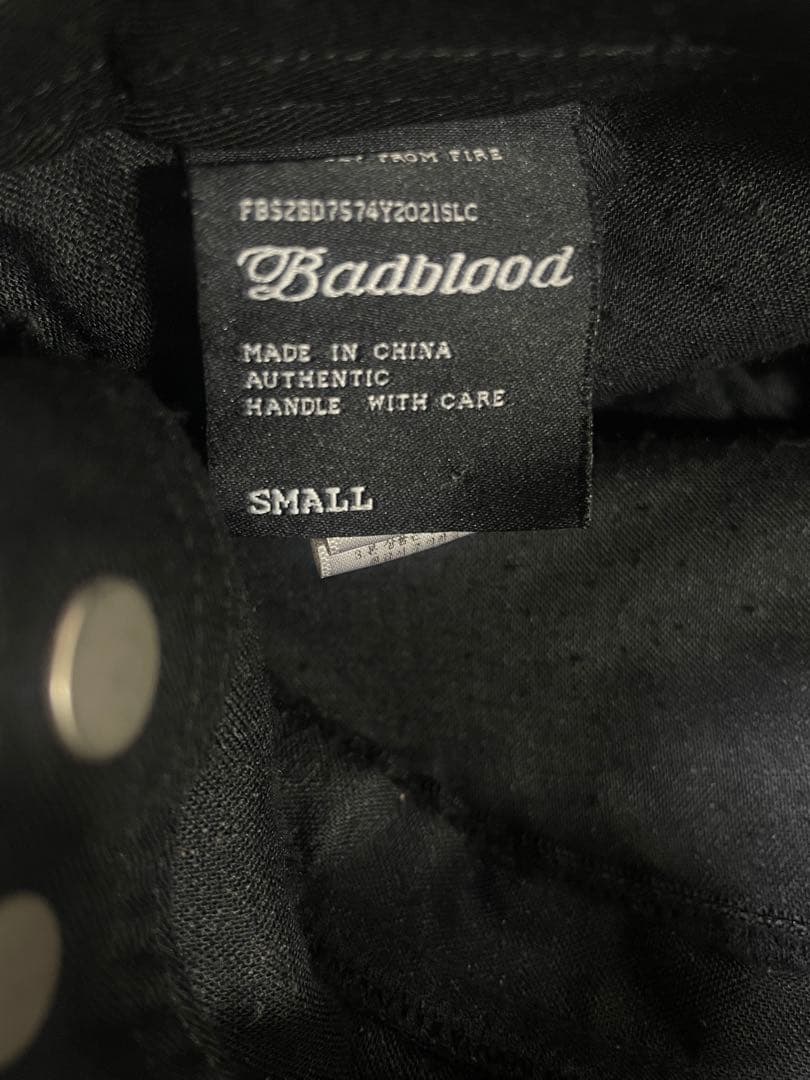 FROM FIRE
FBS2BD7S74Y2021SLC
Badblood
MADE IN CHINA
AUTHENTIC
HANDLE WITH CARE
SMALL